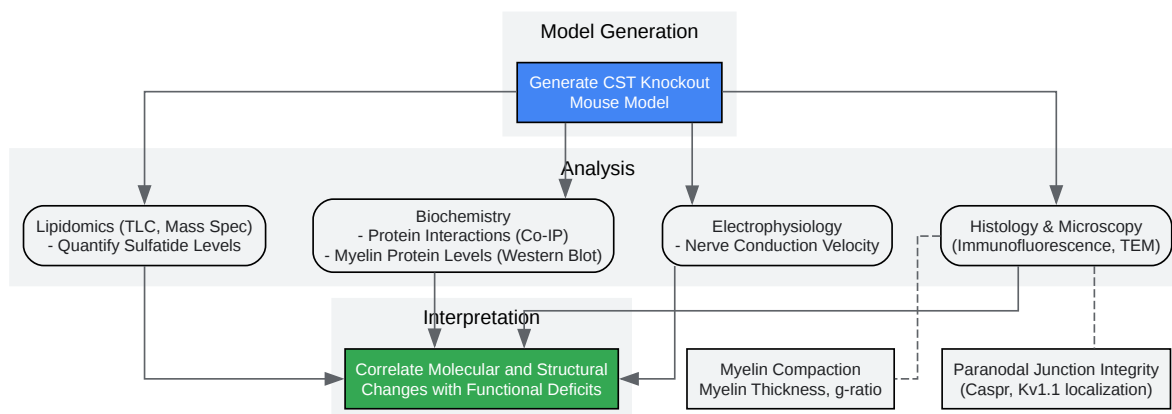 Model Generation
Generate CST Knockout
Mouse Model
Analysis
Lipidomics (TLC, Mass Spec)
- Quantify Sulfatide Levels
Biochemistry
- Protein Interactions (Co-IP)
- Myelin Protein Levels (Western Blot)
Electrophysiology
- Nerve Conduction Velocity
Histology & Microscopy
(Immunofluorescence, TEM)
Interpretation
Correlate Molecular and Structural
Changes with Functional Deficits
Myelin Compaction
Myelin Thickness, g-ratio
Paranodal Junction Integrity
(Caspr, Kv1.1 localization)